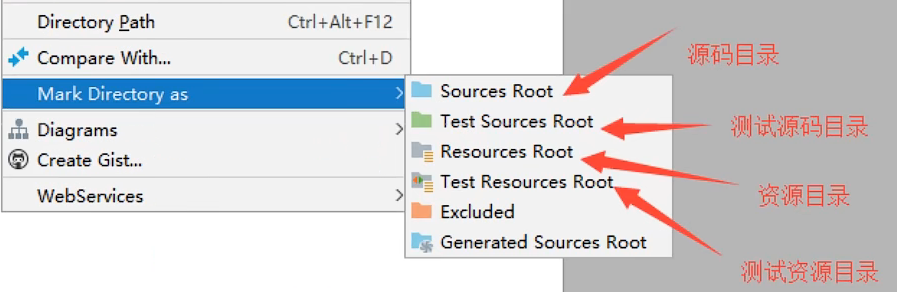 Directory Path Ctrl+Alt+F12
Compare With... Ctrl+D
Mark Directory as
Diagrams
Create Gist...
WebServices
Sources Root
Test Sources Root
Resources Root
Test Resources Root
Excluded
Generated Sources Root
源码目录
测试源码目录
资源目录
测试资源目录